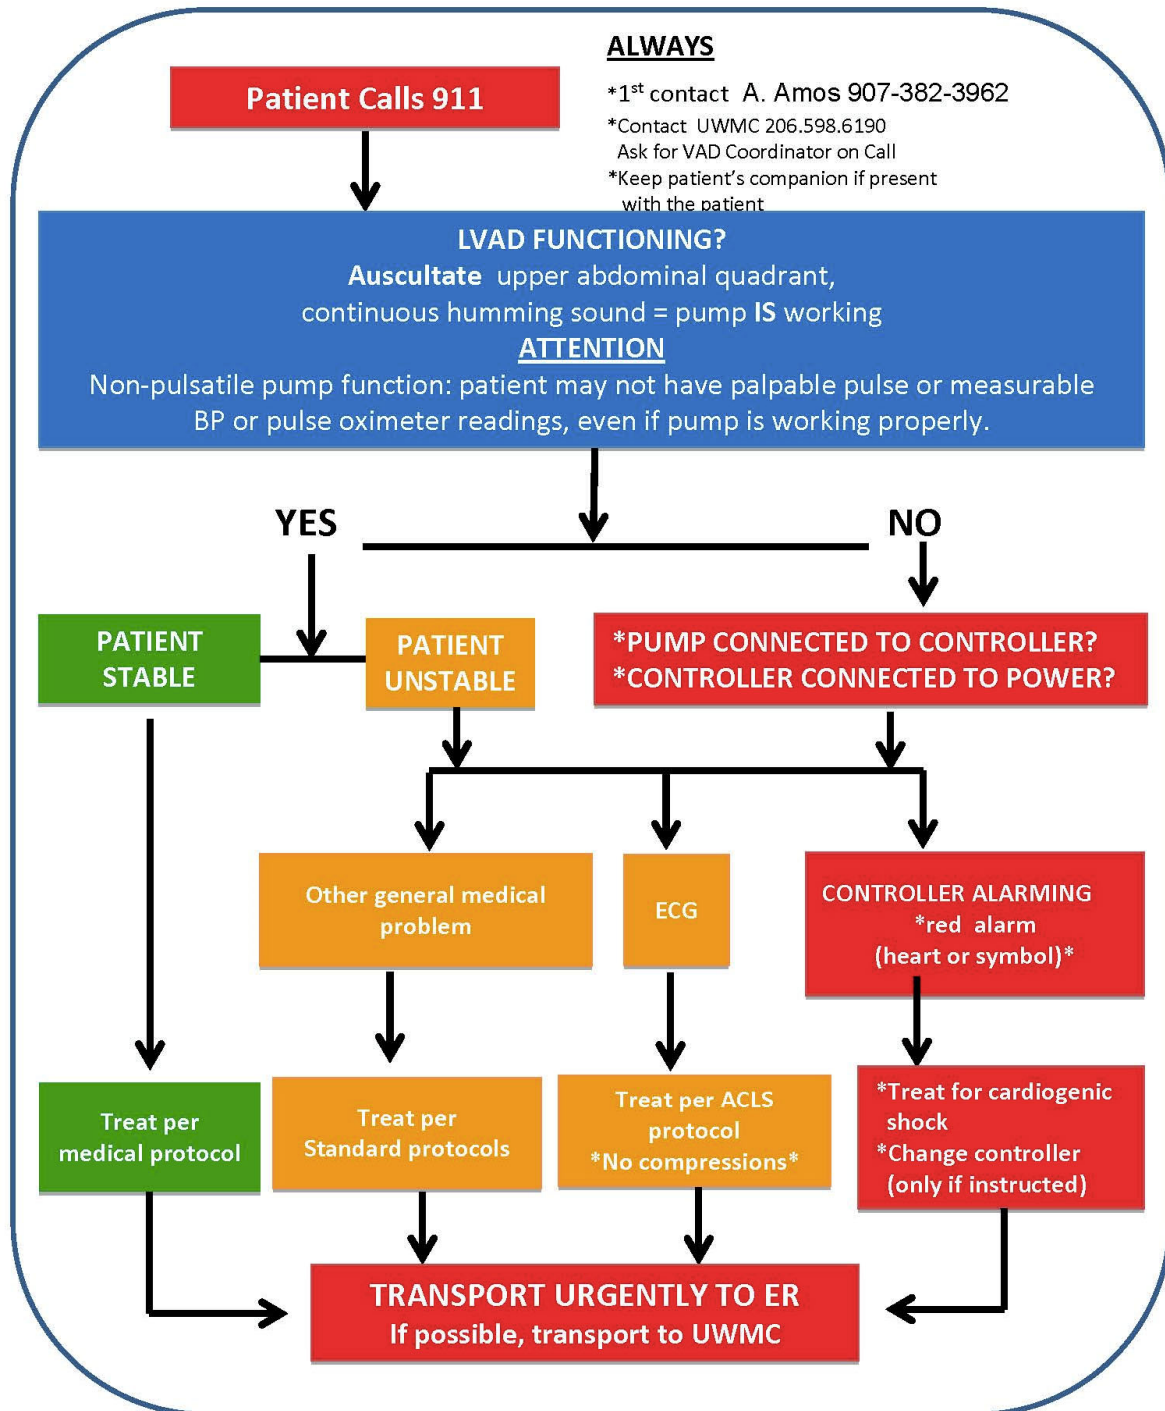 Patient Calls 911
ALWAYS
*1st contact A. Amos 907-382-3962
*Contact UWMC 206.598.6190
Ask for VAD Coordinator on Call
*Keep patient's companion if present
with the patient
LVAD FUNCTIONING?
Auscultate upper abdominal quadrant,
continuous humming sound = pump IS working
ATTENTION
Non-pulsatile pump function: patient may not have palpable pulse or measurable
BP or pulse oximeter readings, even if pump is working properly.
YES
NO
PATIENT
STABLE
PATIENT
UNSTABLE
*PUMP CONNECTED TO CONTROLLER?
*CONTROLLER CONNECTED TO POWER?
Other general medical
problem
ECG
CONTROLLER ALARMING
*red alarm
(heart or symbol)*
Treat per
medical protocol
Treat per
Standard protocols
Treat per ACLS
protocol
*No compressions*
*Treat for cardiogenic
shock
*Change controller
(only if instructed)
TRANSPORT URGENTLY TO ER
If possible, transport to UWMC